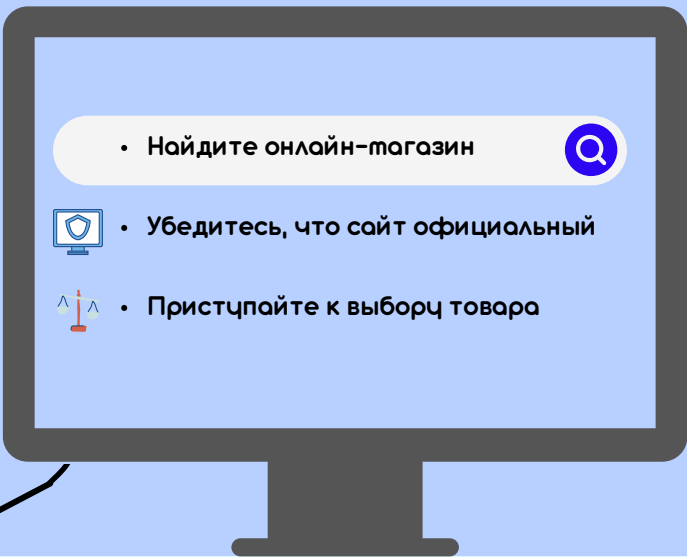 • Найдите онлайн-магазин
• Убедитесь, что сайт официальный
• Приступайте к выбору товара